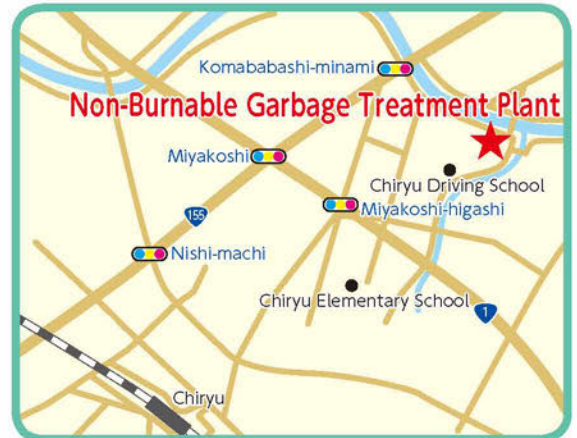 Komababashi-minami
Non-Burnable Garbage Treatment Plant
Miyakoshi
Chiryu Driving School
Miyakoshi-higashi
155
Nishi-machi
Chiryu Elementary School
1
Chiryu